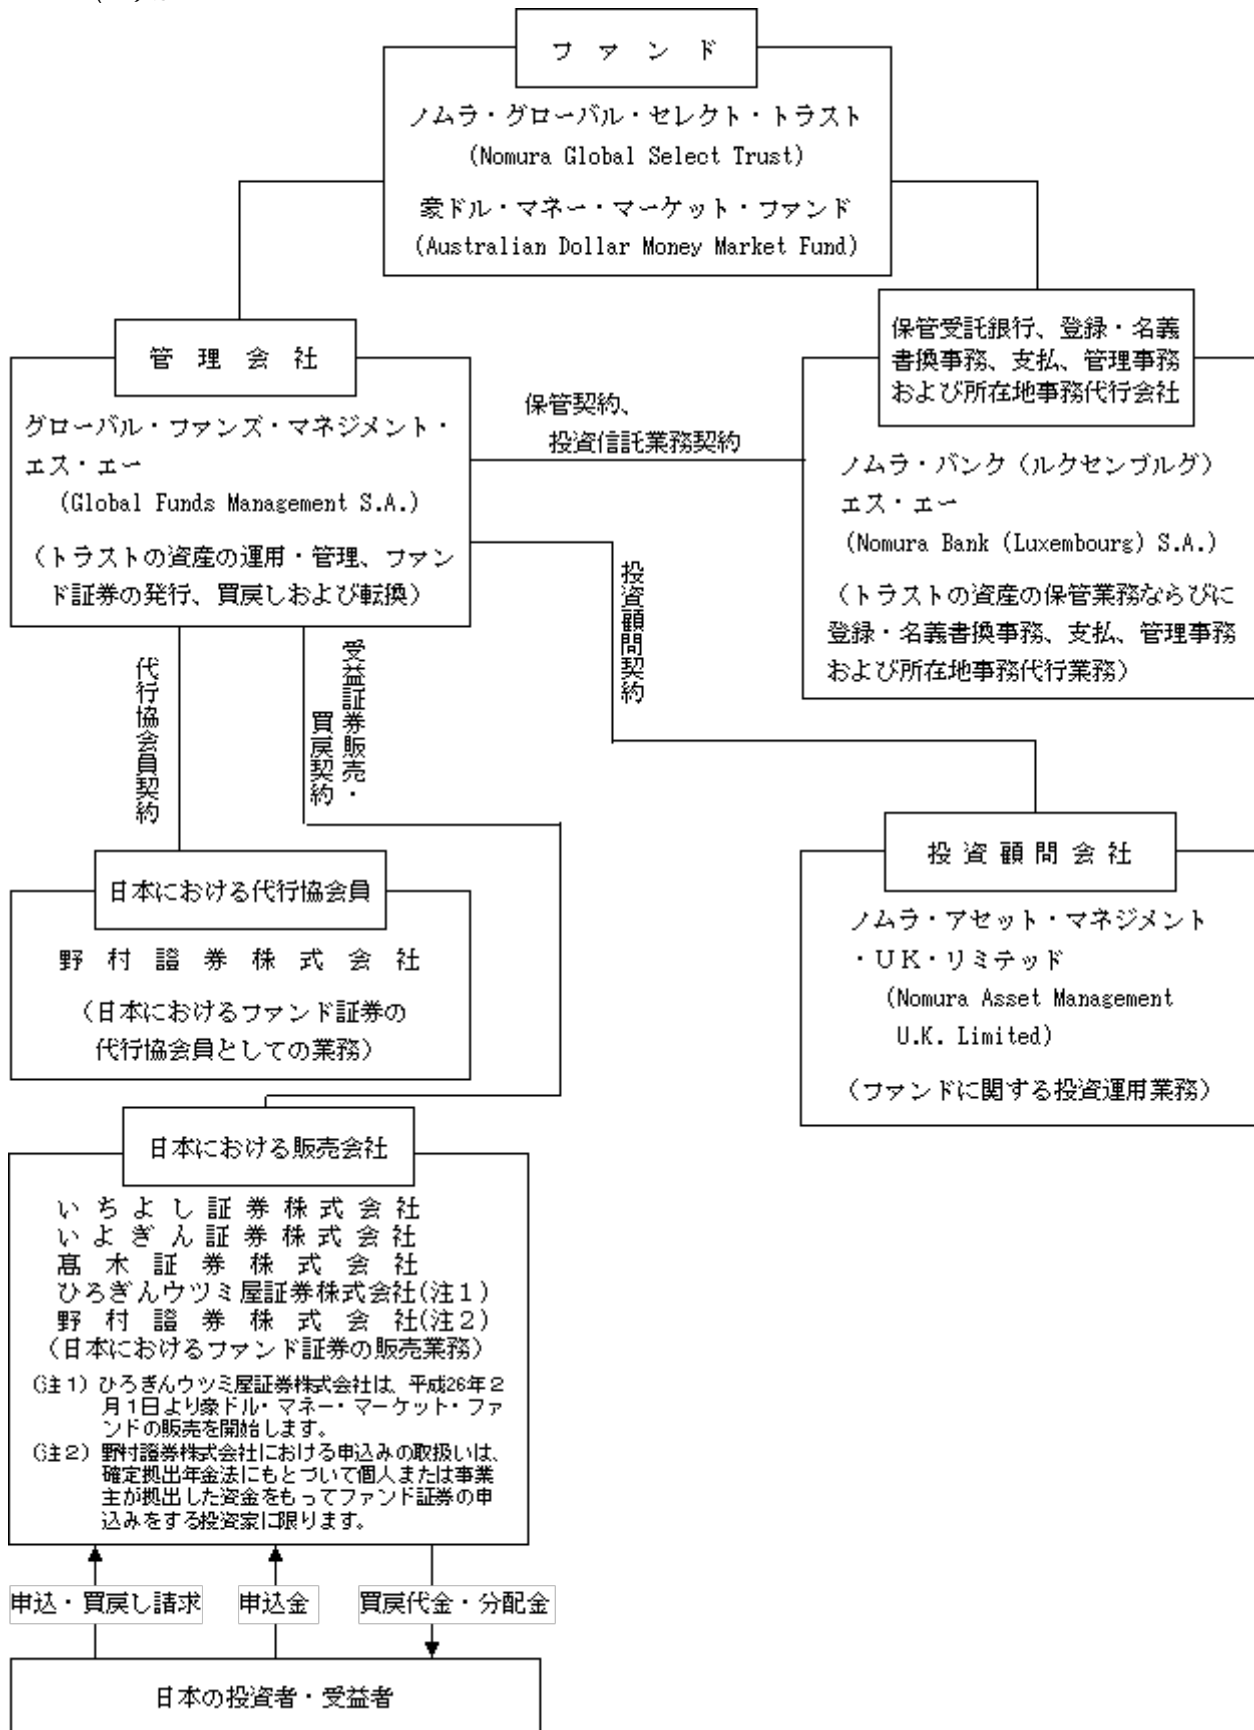 ファンド
ノムラ・グローバル・セレクト・トラスト
(Nomura Global Select Trust)
豪ドル・マネー・マーケット・ファンド
(Australian Dollar Money Market Fund)
管理会社
グローバル・ファンズ・マネジメント・
エス・エー
(Global Funds Management S.A.)
（トラストの資産の運用・管理、ファン
ド証券の発行、買戻しおよび転換）
保管契約、
投資信託業務契約
保管受託銀行、登録・名義
書換事務、支払、管理事務
および所在地事務代行会社
ノムラ・バンク（ルクセンブルグ）
エス・エー
(Nomura Bank (Luxembourg) S.A.)
（トラストの資産の保管業務ならびに
登録・名義書換事務、支払、管理事務
および所在地事務代行業務）
代行協会員契約
受益証券販売・
買戻契約
投資顧問契約
日本における代行協会員
野村證券株式会社
（日本におけるファンド証券の
代行協会員としての業務）
投資顧問会社
ノムラ・アセット・マネジメント
・ＵＫ・リミテッド
(Nomura Asset Management
U.K. Limited)
（ファンドに関する投資運用業務）
日本における販売会社
いちよし証券株式会社
いよぎん証券株式会社
髙木証券株式会社
ひろぎんウツミ屋証券株式会社(注１)
野村證券株式会社(注２)
（日本におけるファンド証券の販売業務）
(注１) ひろぎんウツミ屋証券株式会社は、平成26年２
月１日より豪ドル・マネー・マーケット・ファ
ンドの販売を開始します。
(注２) 野村證券株式会社における申込みの取扱いは、
確定拠出年金法にもとづいて個人または事業
主が拠出した資金をもってファンド証券の申
込みをする投資家に限ります。
申込・買戻し請求
申込金
買戻代金・分配金
日本の投資者・受益者